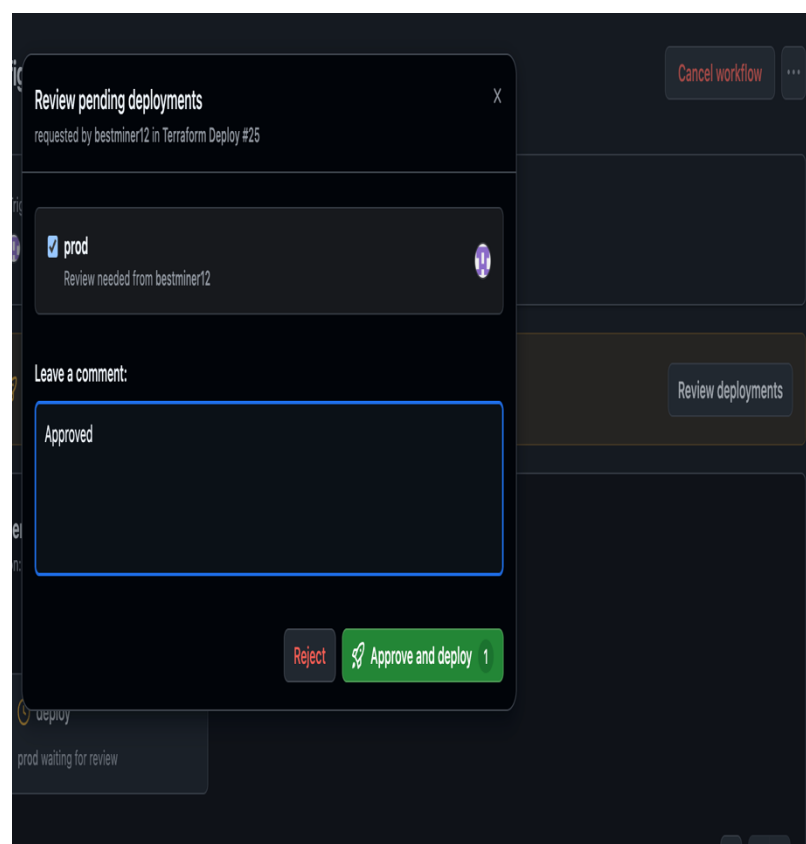 Cancel workflow
Review pending deployments
X
requested by bestminer12 in Terraform Deploy #25
prod
Review needed from bestminer12
Leave a comment:
Review deployments
Approved
Reject
Approve and deploy 1
deploy
prod waiting for review